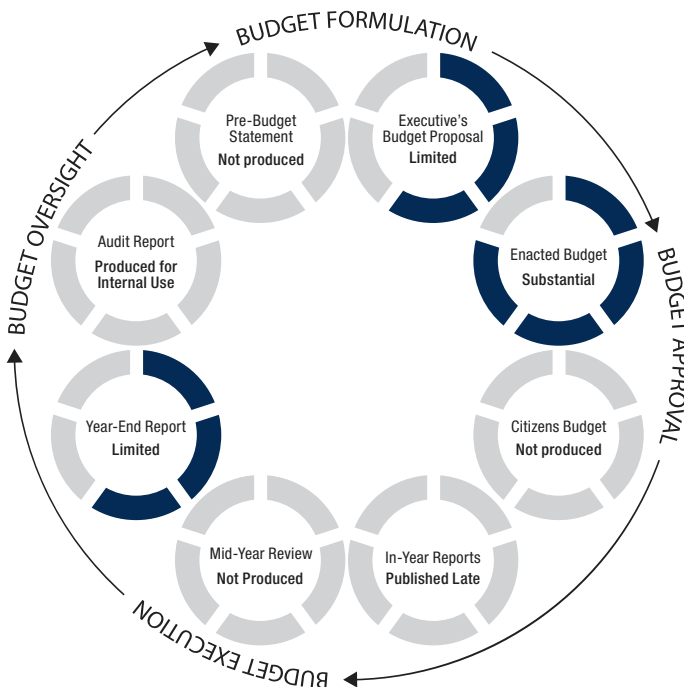 BUDGET FORMULATION
Pre-Budget
Statement
Not produced
Executive's
Budget Proposal
Limited
BUDGET OVERSIGHT
Audit Report
Produced for
Internal Use
Enacted Budget
Substantial
BUDGET APPROVAL
Year-End Report
Limited
Citizens Budget
Not produced
Mid-Year Review
Not Produced
In-Year Reports
Published Late
BUDGET EXECUTION